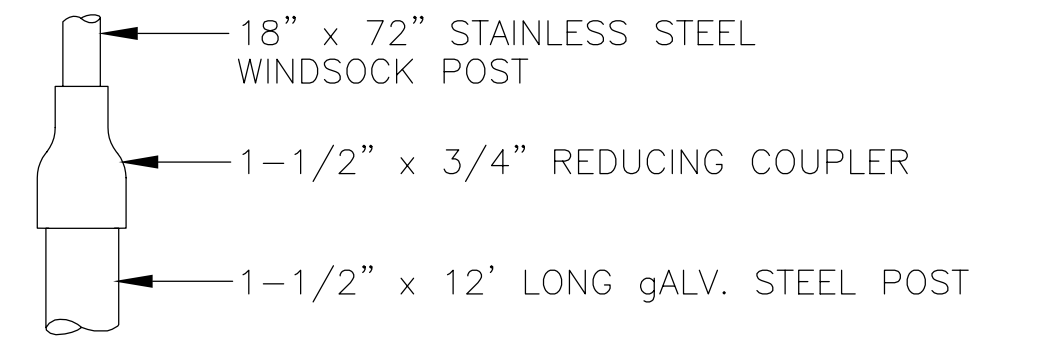 18” x 72” STAINLESS STEEL
WINDSOCK POST
1-1/2” x 3/4” REDUCING COUPLER
1-1/2” x 12’ LONG gALV. STEEL POST